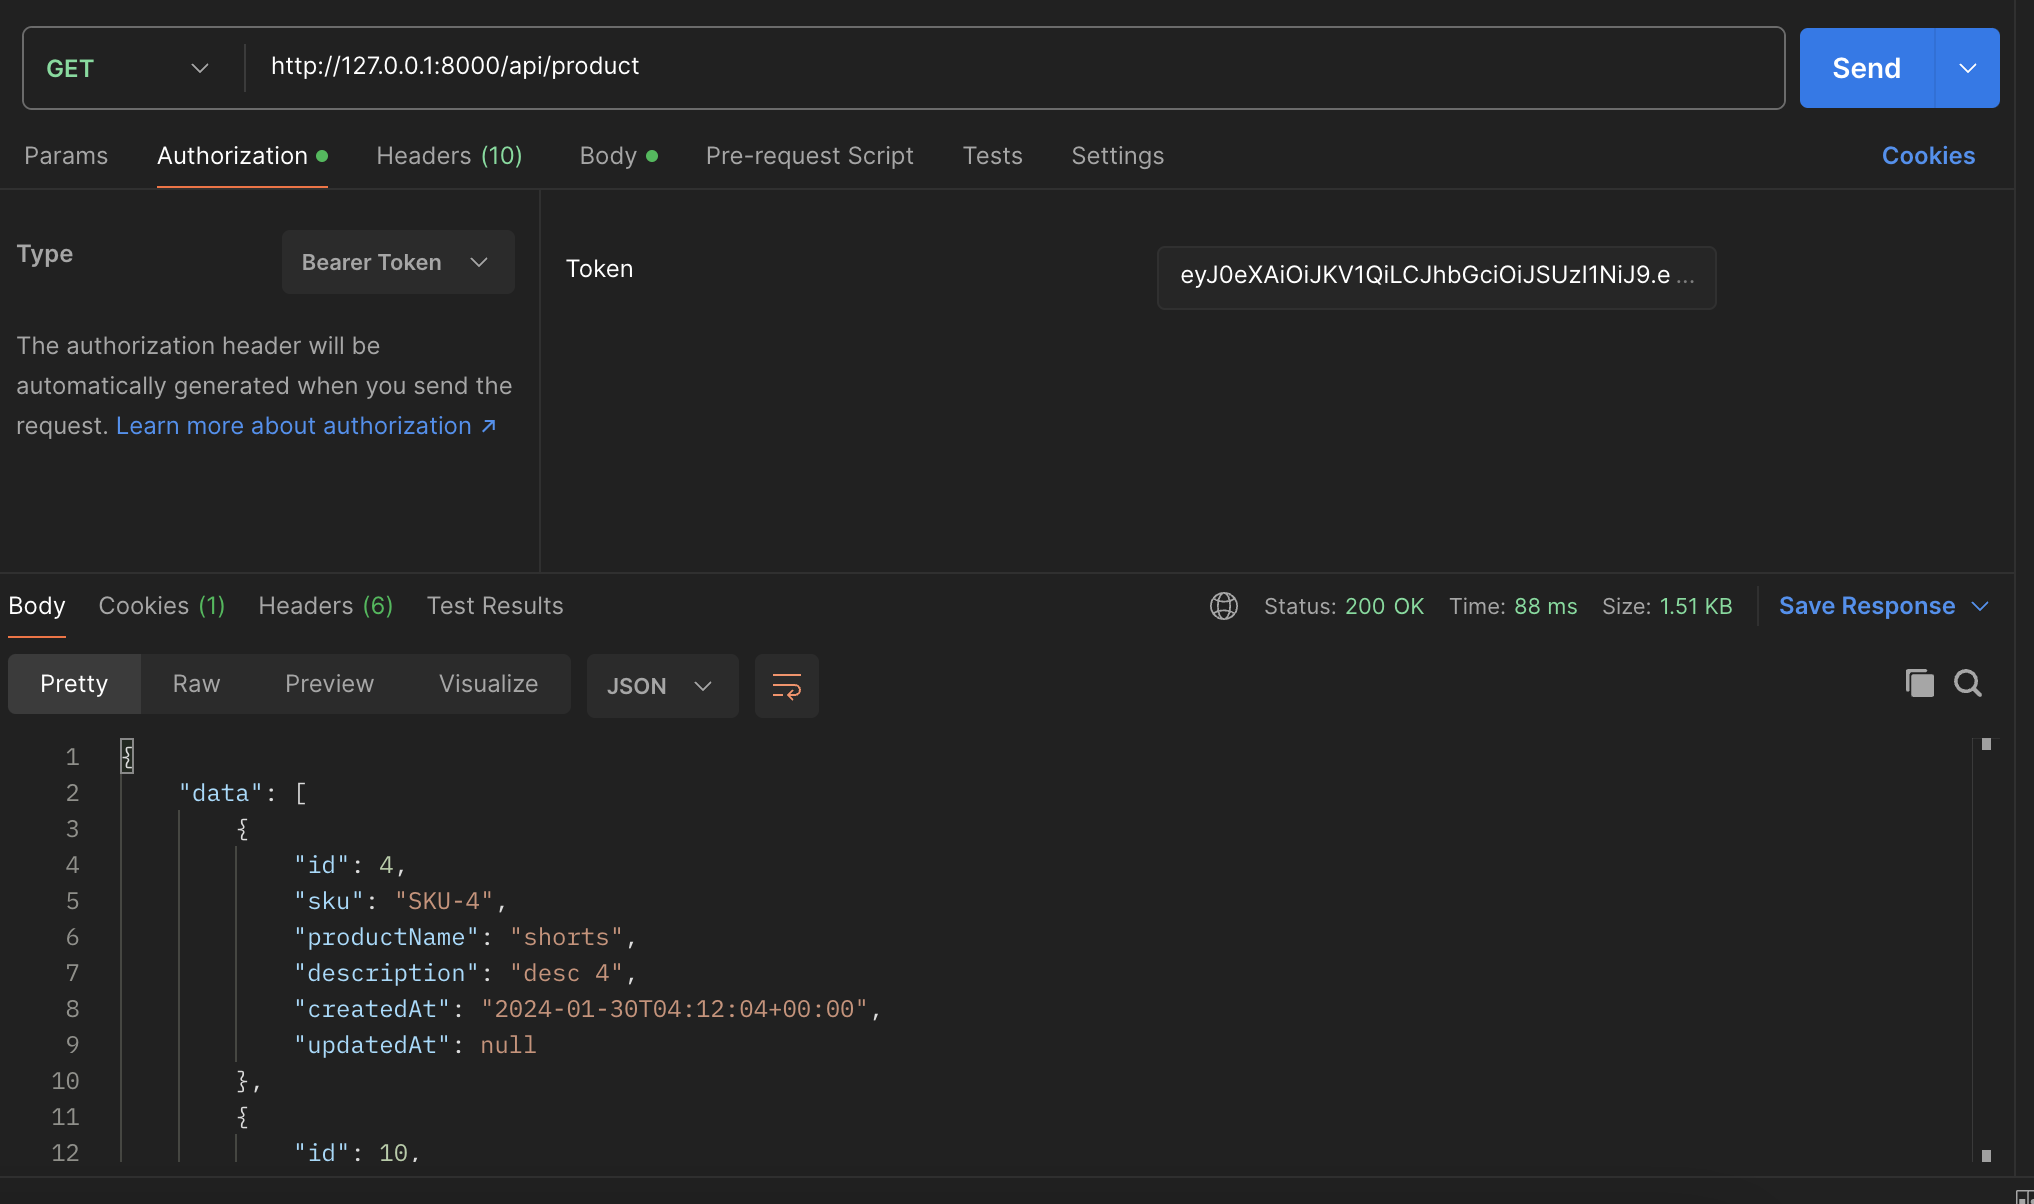 GET http://127.0.0.1:8000/api/product Send
Params Authorization Headers (10) Body Pre-request Script Tests Settings Cookies
Type Bearer Token
Token eyJ0eXAiOiJKV1QiLCJhbGciOiJSUzI1NiJ9.e ...
The authorization header will be
automatically generated when you send the
request. Learn more about authorization ↗
Body Cookies (1) Headers (6) Test Results Status: 200 OK Time: 88 ms Size: 1.51 KB Save Response
Pretty Raw Preview Visualize JSON
1 {
2 "data": [
3 {
4 "id": 4,
5 "sku": "SKU-4",
6 "productName": "shorts",
7 "description": "desc 4",
8 "createdAt": "2024-01-30T04:12:04+00:00",
9 "updatedAt": null
10 },
11 {
12 "id": 10,